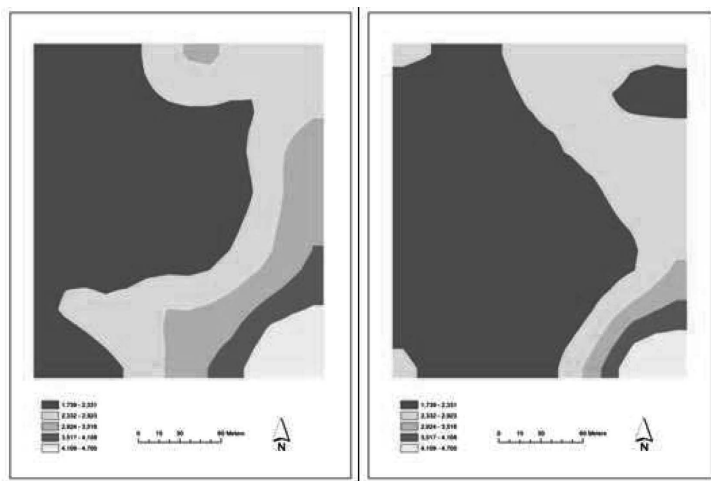 1,739 - 2,331
2,332 - 2,923
2,924 - 3,516
3,517 - 4,108
4,109 - 4,700
0 15 30 60 Meters
N
1,739 - 2,331
2,332 - 2,923
2,924 - 3,516
3,517 - 4,108
4,109 - 4,700
0 15 30 60 Meters
N